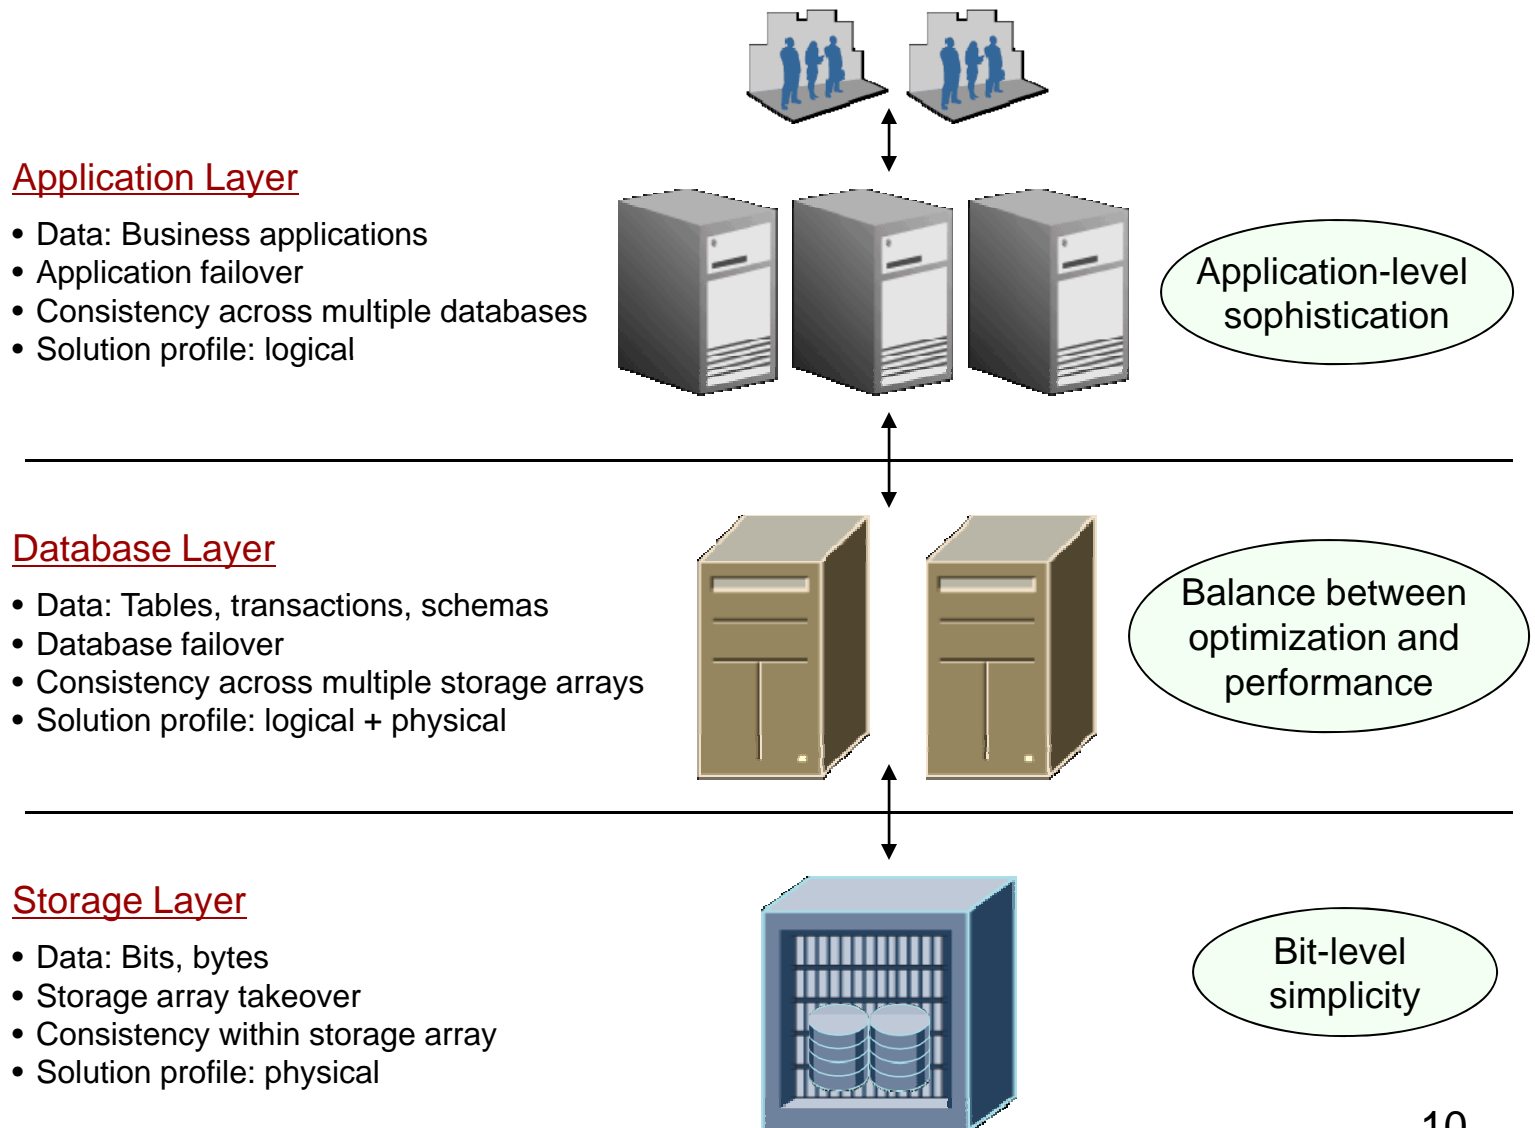 Application Layer
• Data: Business applications
• Application failover
• Consistency across multiple databases
• Solution profile: logical
Application-level
sophistication
Database Layer
• Data: Tables, transactions, schemas
• Database failover
• Consistency across multiple storage arrays
• Solution profile: logical + physical
Balance between
optimization and
performance
Storage Layer
• Data: Bits, bytes
• Storage array takeover
• Consistency within storage array
• Solution profile: physical
Bit-level
simplicity
10